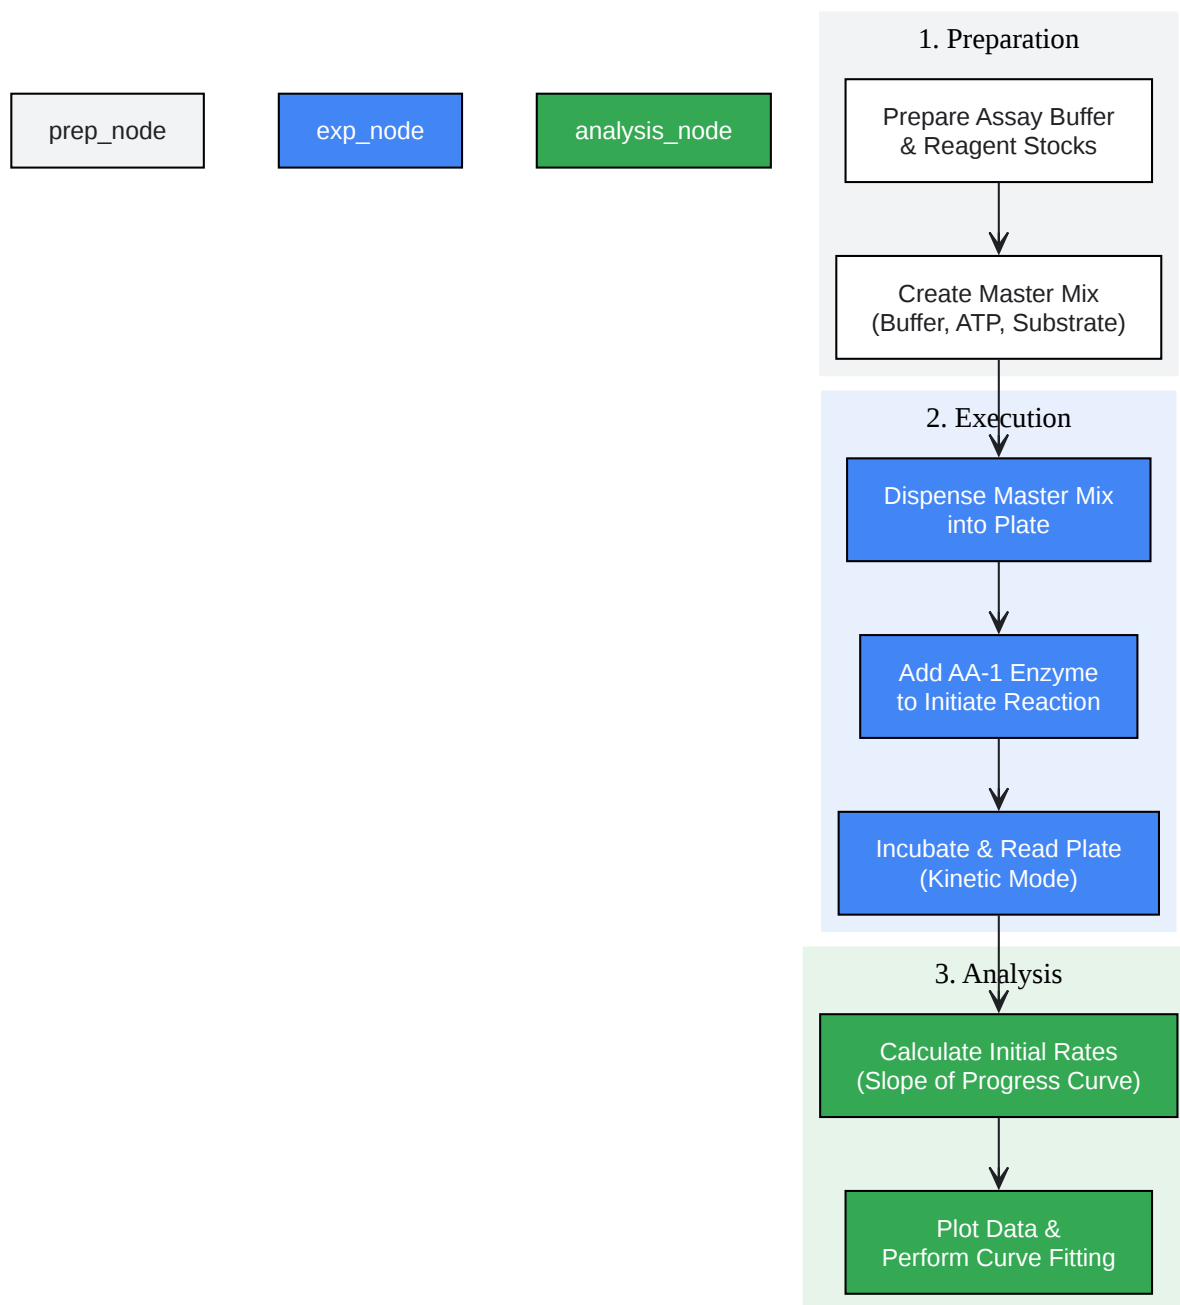 1. Preparation
prep_node
exp_node
analysis_node
Prepare Assay Buffer
& Reagent Stocks
Create Master Mix
(Buffer, ATP, Substrate)
2. Execution
Dispense Master Mix
into Plate
Add AA-1 Enzyme
to Initiate Reaction
Incubate & Read Plate
(Kinetic Mode)
3. Analysis
Calculate Initial Rates
(Slope of Progress Curve)
Plot Data &
Perform Curve Fitting